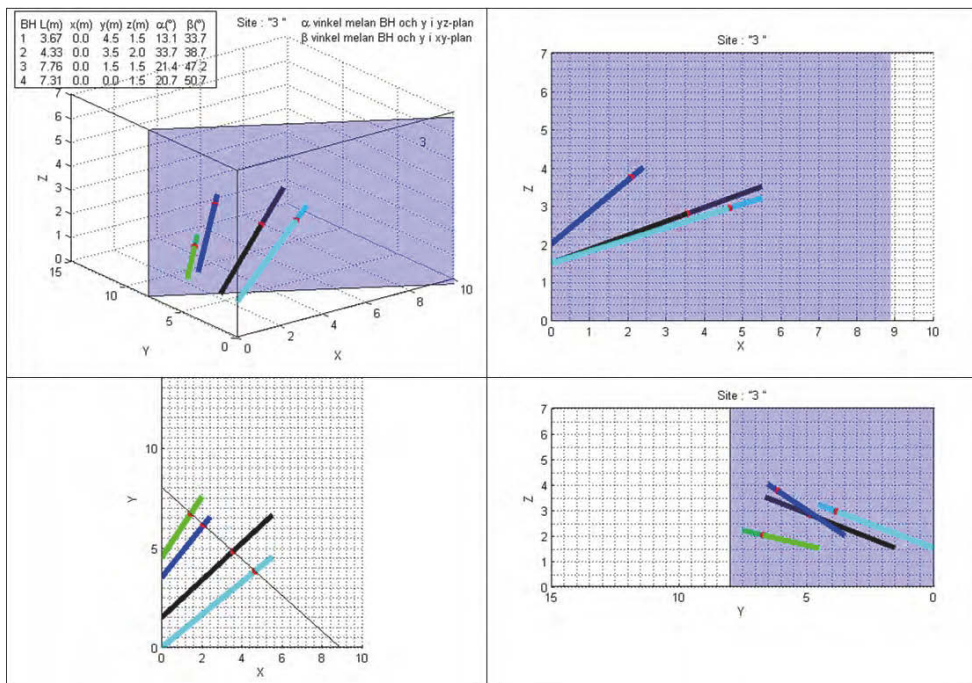 BH L(m) x(m) y(m) z(m) α(°) β(°)
1 3.67 0.0 4.5 1.5 13.1 33.7
2 4.33 0.0 3.5 2.0 33.7 38.7
3 7.76 0.0 1.5 1.5 21.4 47.2
4 7.31 0.0 0.0 1.5 20.7 50.7
Site : "3 " α vinkel melan BH och y i yz-plan
β vinkel melan BH och y i xy-plan
7
6
5
4
3
2
1
0
Z
15
10
5
0
Y
0
2
4
6
8
10
X
3
Site : "3 "
7
6
5
4
3
2
1
0
Z
0 1 2 3 4 5 6 7 8 9 10
X
10
5
0
Y
0 2 4 6 8 10
X
Site : "3 "
7
6
5
4
3
2
1
0
Z
15 10 5 0
Y